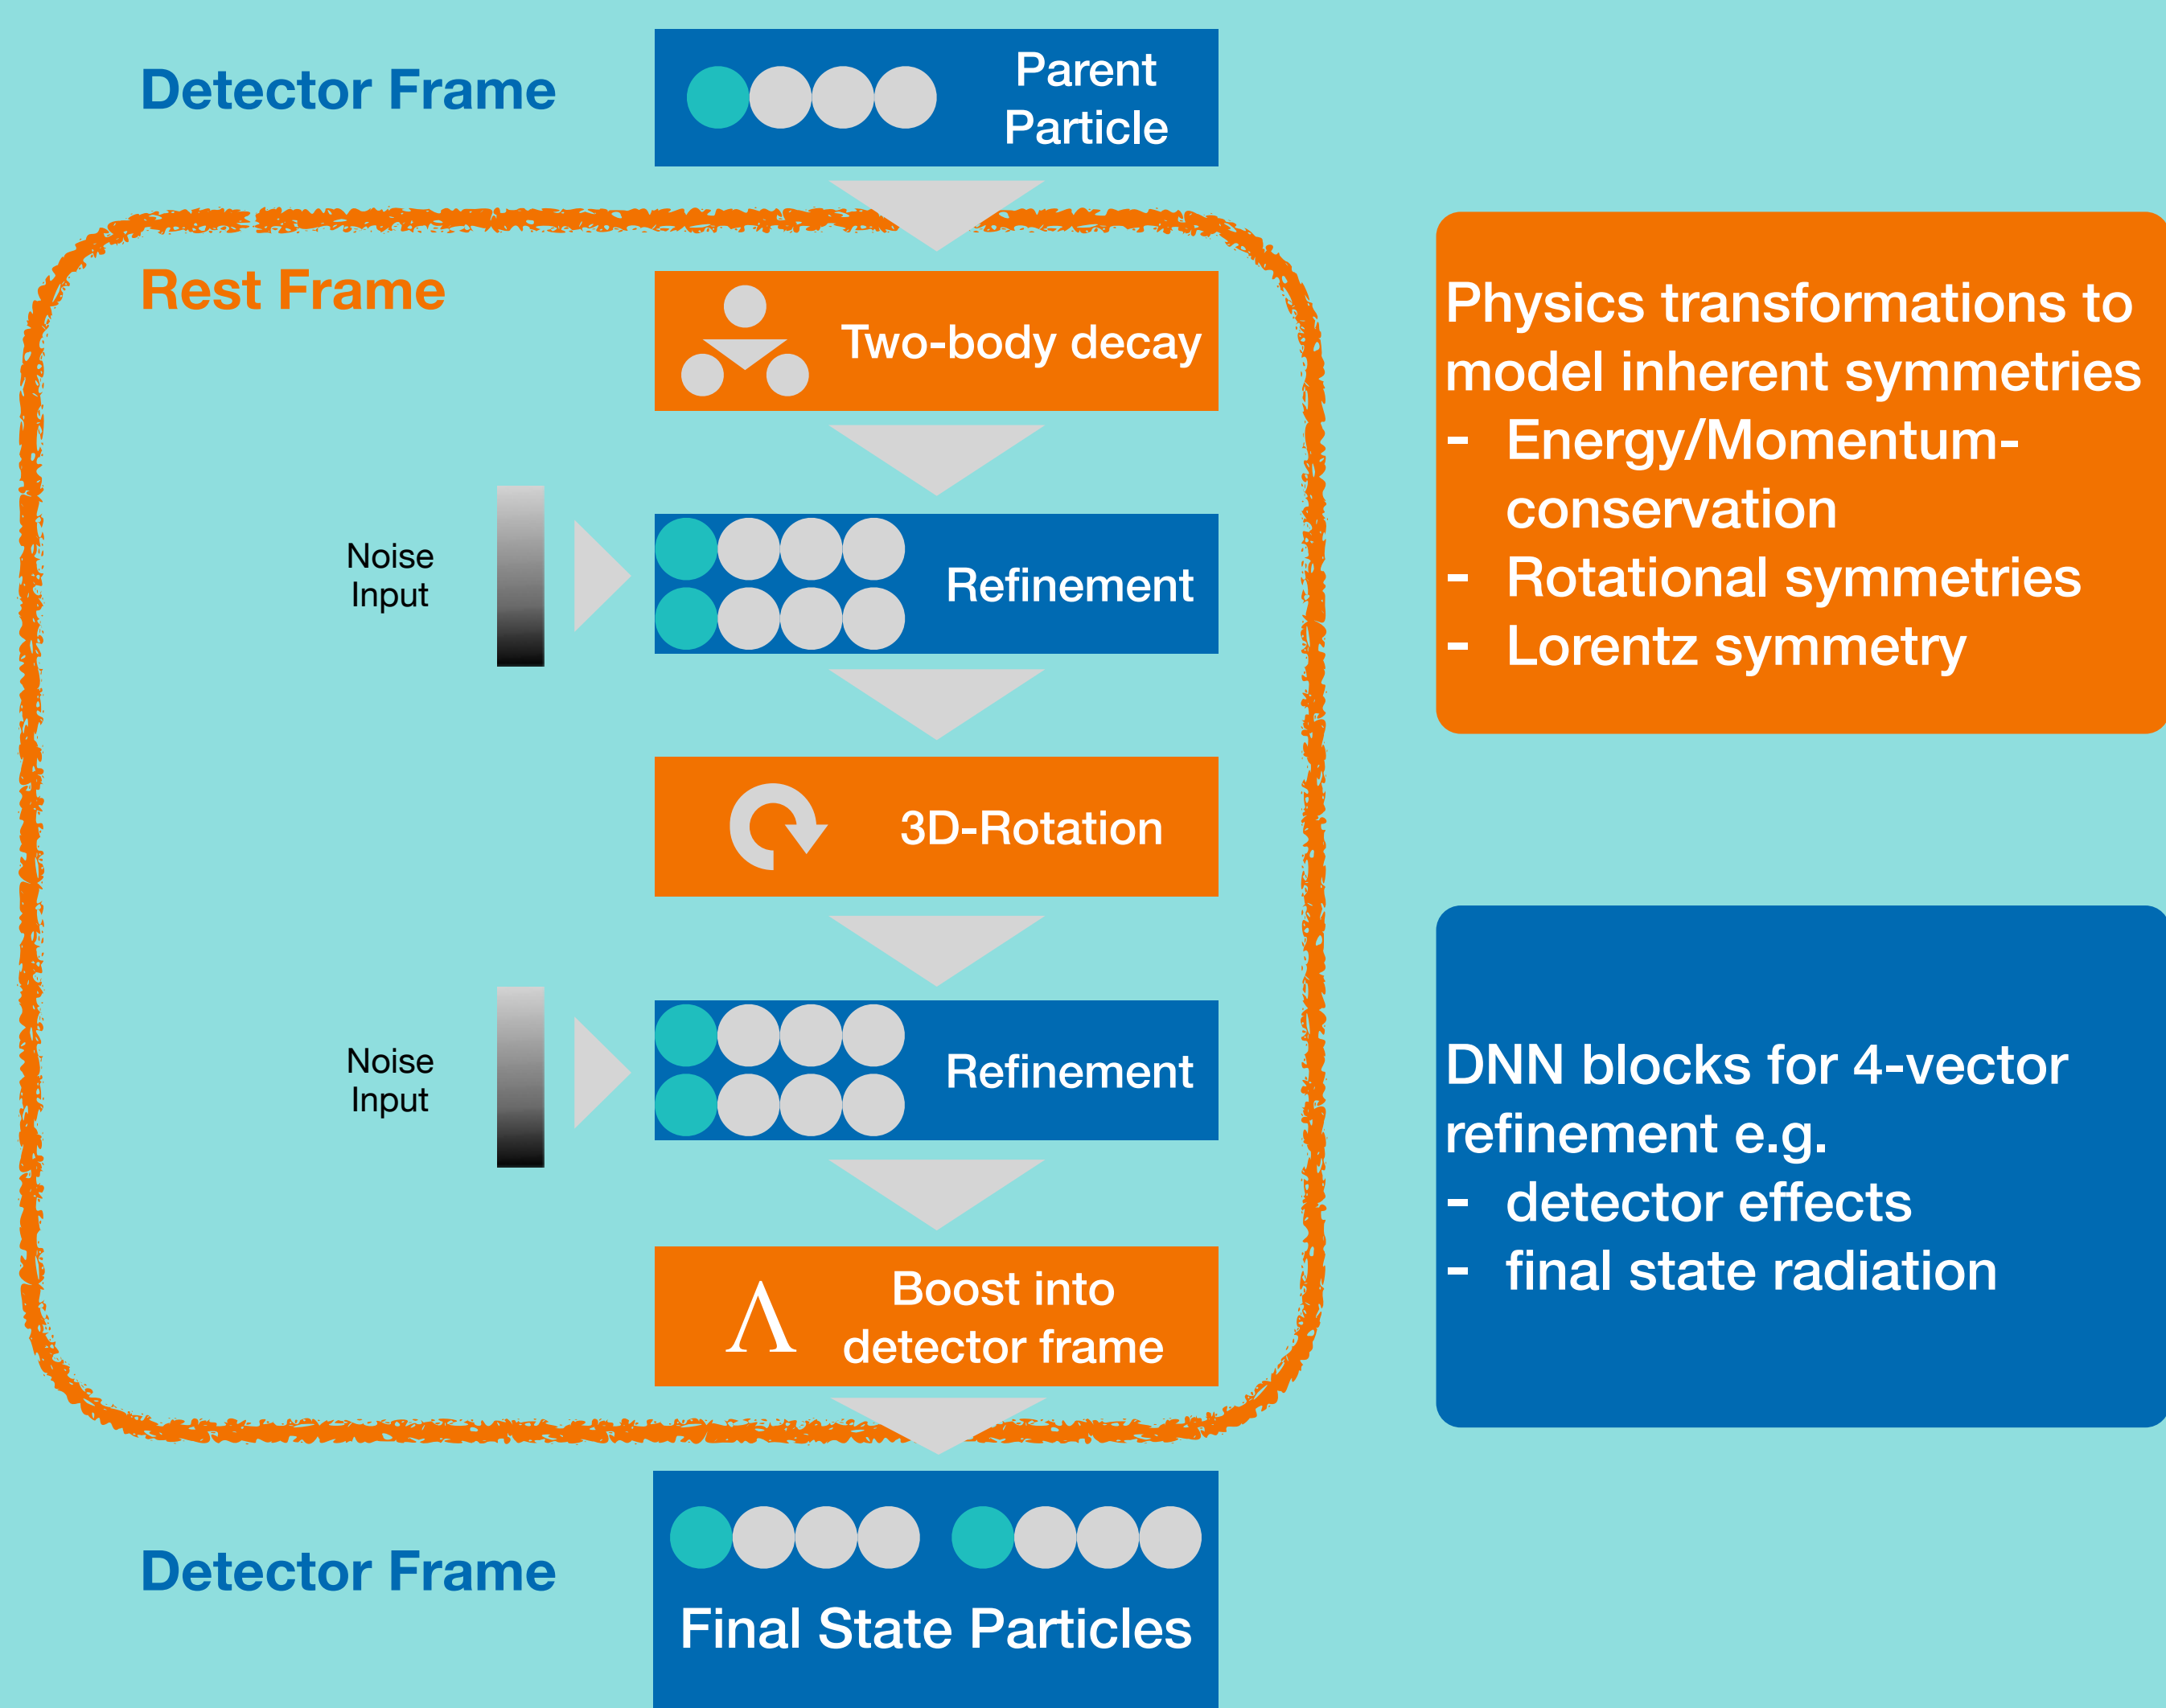 Detector Frame
Parent
Particle
Rest Frame
Two-body decay
Noise
Input
Refinement
3D-Rotation
Noise
Input
Refinement
Λ
Boost into
detector frame
Detector Frame
Final State Particles
Physics transformations to
model inherent symmetries
- Energy/Momentum-
conservation
- Rotational symmetries
- Lorentz symmetry
DNN blocks for 4-vector
refinement e.g.
- detector effects
- final state radiation